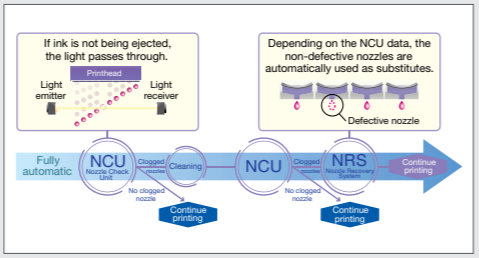 If ink is not being ejected,
the light passes through.
Printhead
Light
emitter
Light
receiver
Depending on the NCU data, the
non-defective nozzles are
automatically used as substitutes.
Defective nozzle
Fully
automatic
NCU
Nozzle Check
Unit
Clogged
nozzles
Cleaning
NCU
Clogged
nozzles
NRS
Nozzle Recovery
System
Continue
printing
No clogged
nozzle
Continue
printing
No clogged
nozzle
Continue
printing